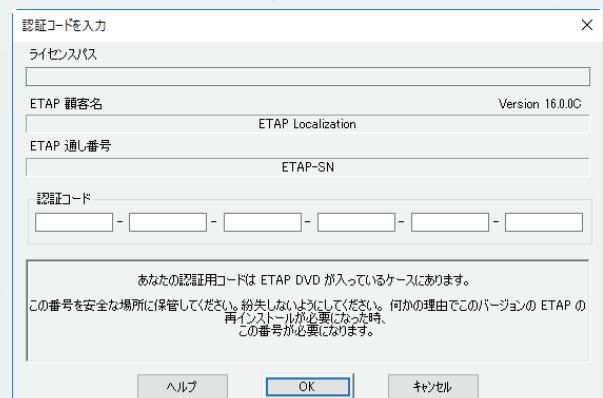 認証コードを入力
ライセンスパス
ETAP 顧客名
Version 16.0.0C
ETAP Localization
ETAP 通し番号
ETAP-SN
認証コード
- - - - -
あなたの認証用コードは ETAP DVD が入っているケースにあります。
この番号を安全な場所に保管してください。紛失しないようにしてください。 何かの理由でこのバージョンの ETAP の
再インストールが必要になった時、
この番号が必要になります。
ヘルプ
OK
キャンセル